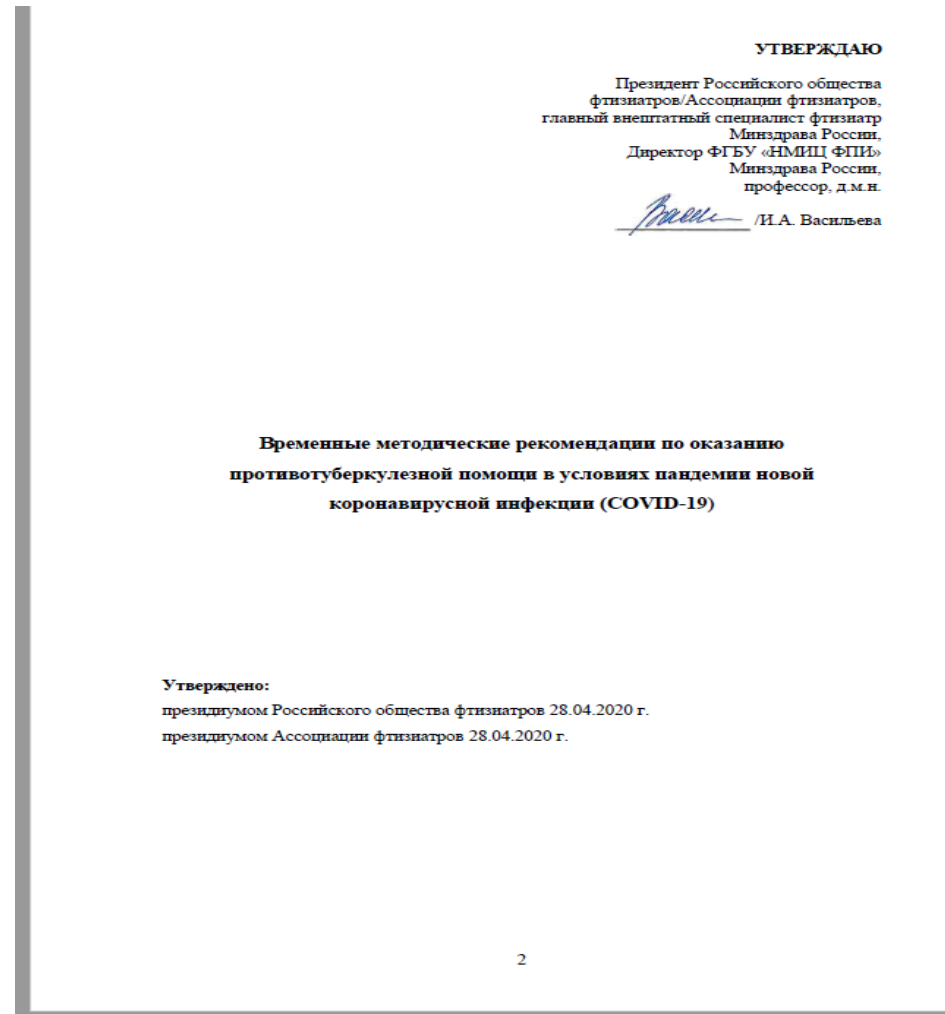 УТВЕРЖДАЮ
Президент Российского общества
фтизиатров/Ассоциации фтизиатров,
главный внештатный специалист фтизиатр
Минздрава России,
Директор ФГБУ «НМИЦ ФПИ»
Минздрава России,
профессор, д.м.н.
/И.А. Васильева
Временные методические рекомендации по оказанию
противотуберкулезной помощи в условиях пандемии новой
коронавирусной инфекции (COVID-19)
Утверждено:
президиумом Российского общества фтизиатров 28.04.2020 г.
президиумом Ассоциации фтизиатров 28.04.2020 г.
2